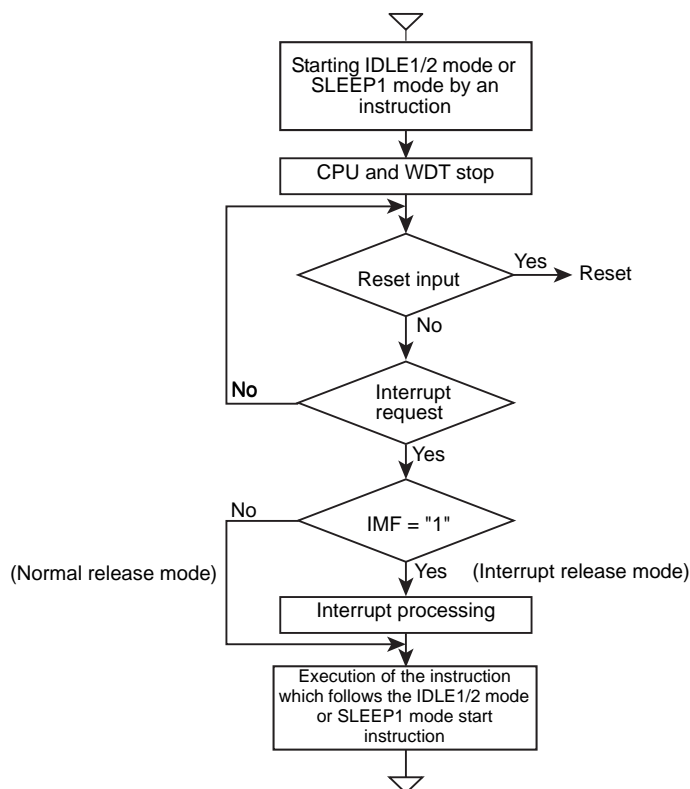 Starting IDLE1/2 mode or
SLEEP1 mode by an
instruction
CPU and WDT stop
Reset input
Yes
Reset
No
Interrupt
request
No
Yes
IMF = "1"
No
(Normal release mode)
Yes
(Interrupt release mode)
Interrupt processing
Execution of the instruction
which follows the IDLE1/2 mode
or SLEEP1 mode start
instruction